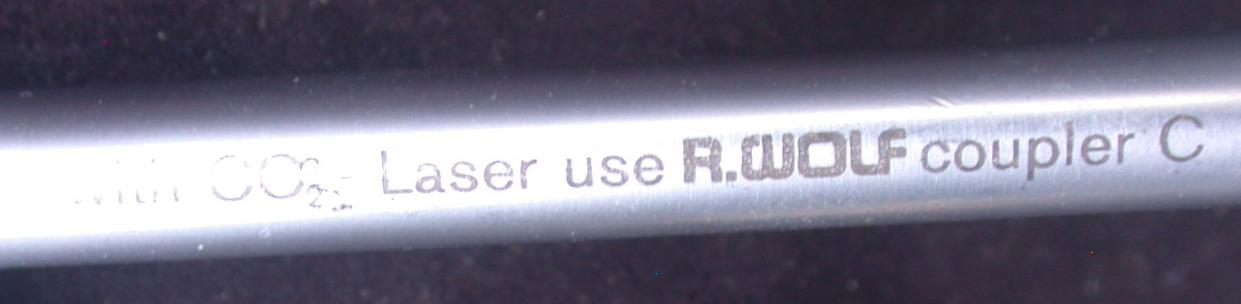 with CO₂- Laser use R.WOLF coupler C